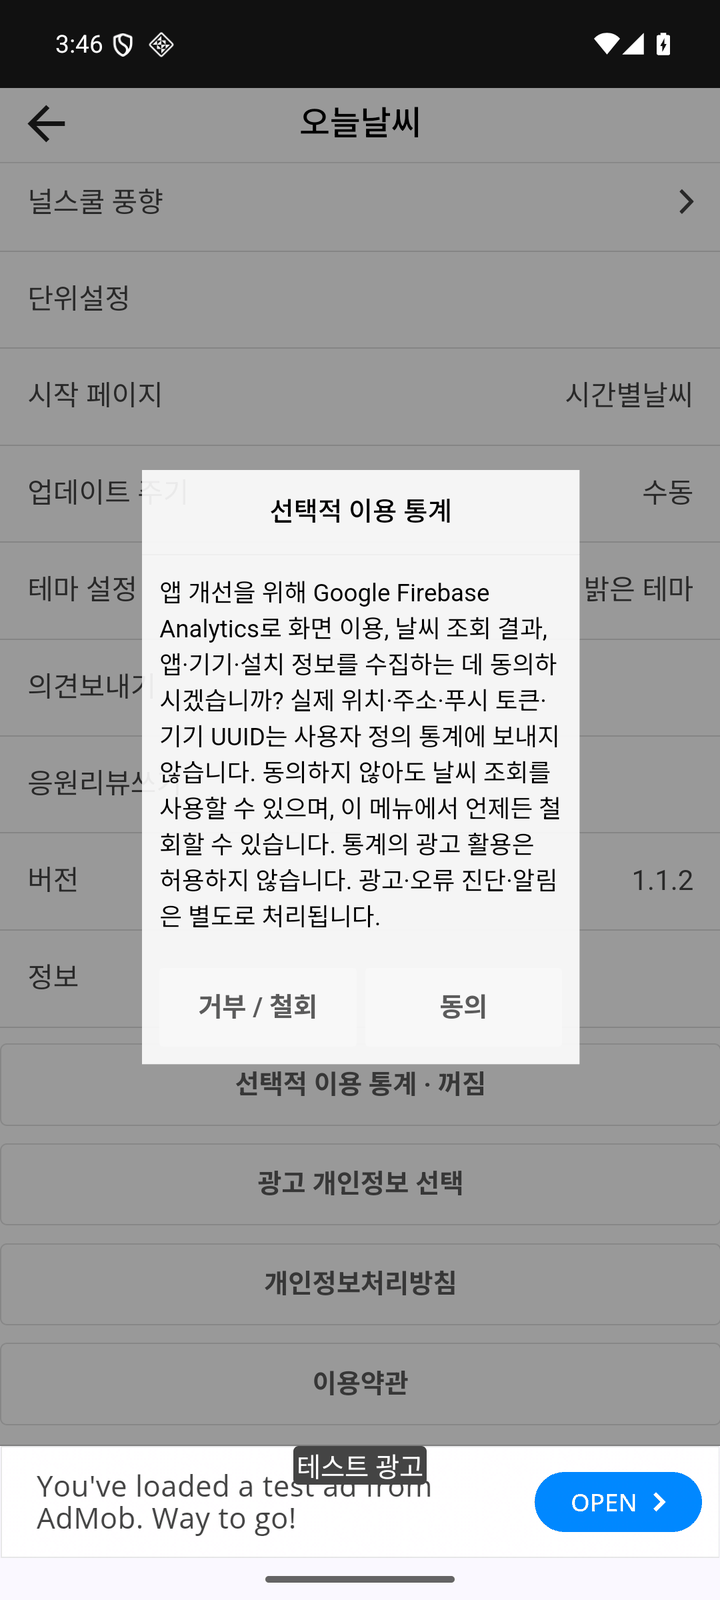 3:46
오늘날씨
널스쿨 풍향
단위설정
시작 페이지 시간별날씨
업데이트 주기 수동
테마 설정 밝은 테마
의견보내기
응원리뷰쓰기
버전 1.1.2
정보
선택적 이용 통계
앱 개선을 위해 Google Firebase
Analytics로 화면 이용, 날씨 조회 결과,
앱·기기·설치 정보를 수집하는 데 동의하
시겠습니까? 실제 위치·주소·푸시 토큰·
기기 UUID는 사용자 정의 통계에 보내지
않습니다. 동의하지 않아도 날씨 조회를
사용할 수 있으며, 이 메뉴에서 언제든 철
회할 수 있습니다. 통계의 광고 활용은
허용하지 않습니다. 광고·오류 진단·알림
은 별도로 처리됩니다.
거부 / 철회 동의
선택적 이용 통계 · 꺼짐
광고 개인정보 선택
개인정보처리방침
이용약관
테스트 광고
You've loaded a test ad from
AdMob. Way to go!
OPEN